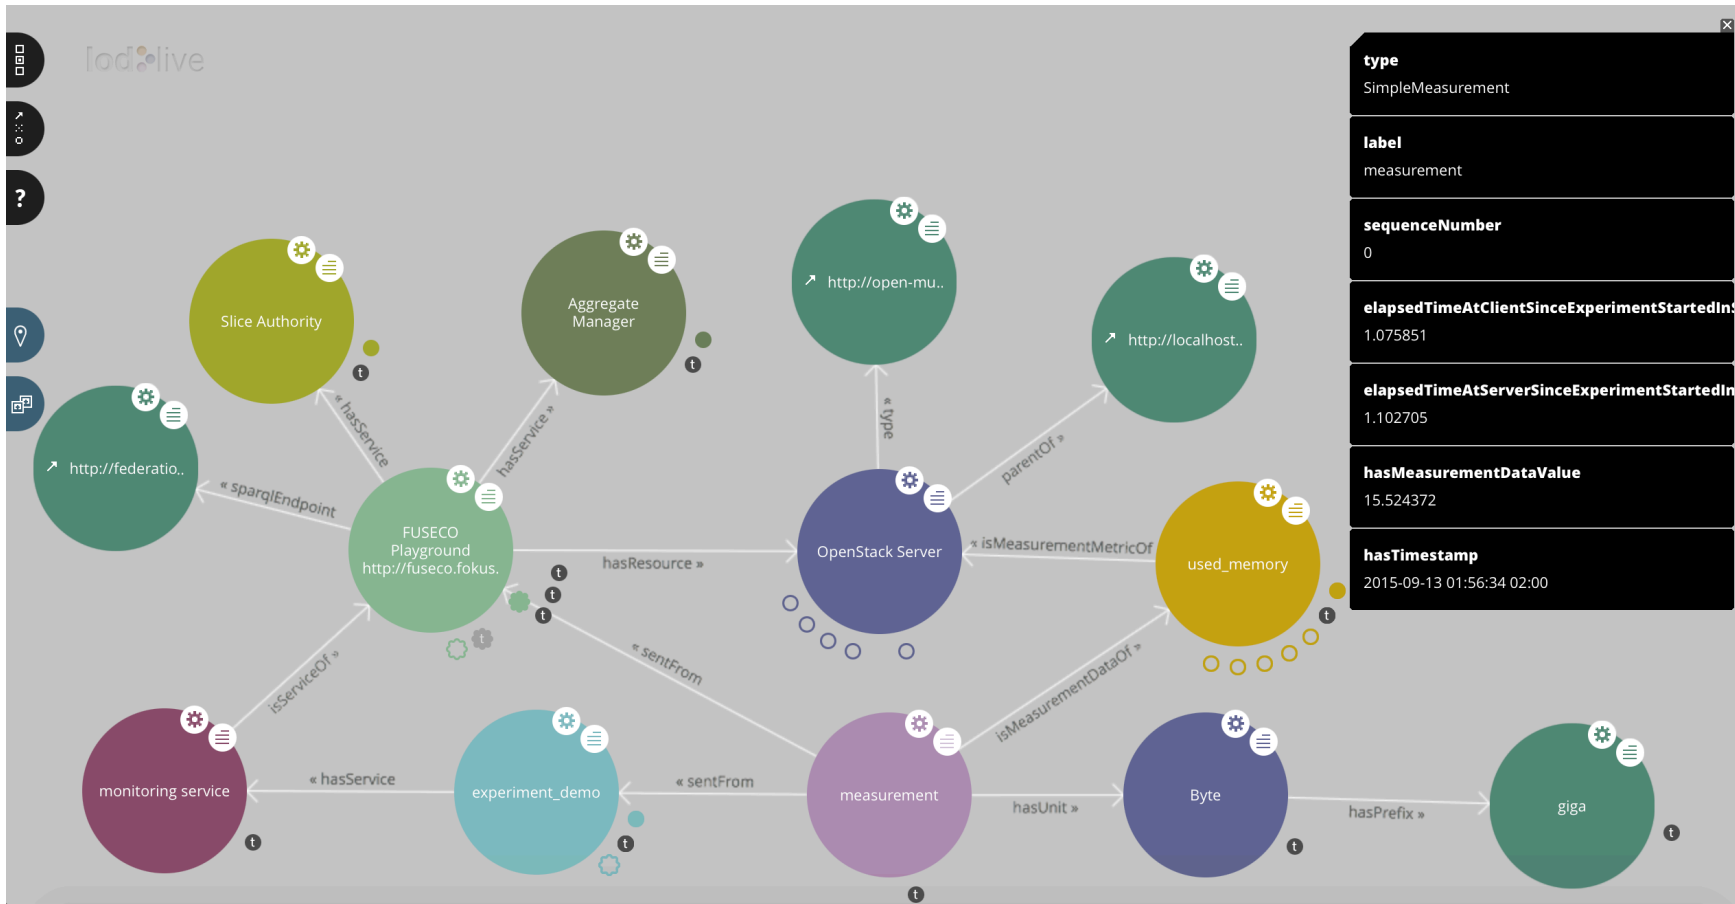 lod live
?
type
SimpleMeasurement
label
measurement
sequenceNumber
0
elapsedTimeAtClientSinceExperimentStartedInS
1.075851
elapsedTimeAtServerSinceExperimentStartedIn
1.102705
hasMeasurementDataValue
15.524372
hasTimestamp
2015-09-13 01:56:34 02:00
http://open-mu..
Slice Authority
t
Aggregate
Manager
t
http://localhost..
« hasService
hasService »
« type
parentOf »
http://federatio..
« sparqlEndpoint
FUSECO
Playground
http://fuseco.fokus.
t
t
t
t
hasResource »
OpenStack Server
« isMeasurementMetricOf
used_memory
t
isServiceOf »
« sentFrom
isMeasurementDataOf »
monitoring service
t
« hasService
experiment_demo
t
« sentFrom
measurement
t
hasUnit »
Byte
t
hasPrefix »
giga
t